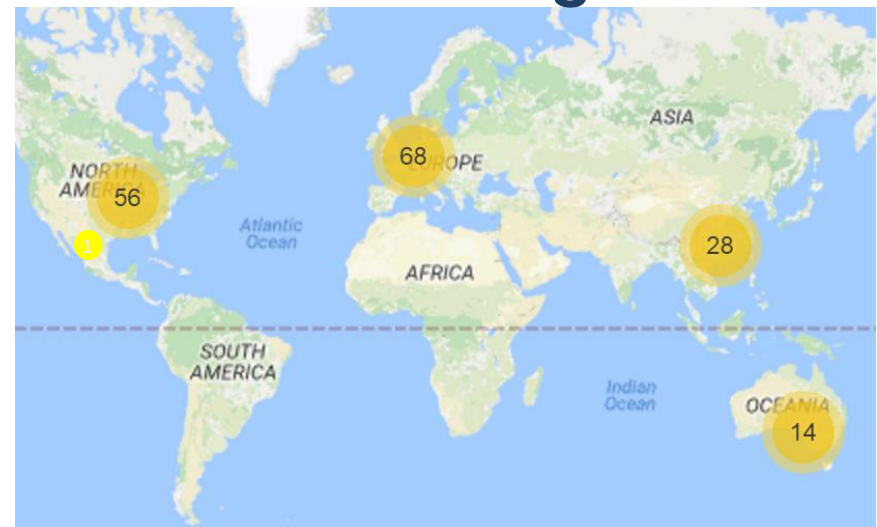 ASIA
68
EUROPE
NORTH
AMERICA
56
Atlantic
Ocean
28
1
AFRICA
SOUTH
AMERICA
Indian
Ocean
OCEANIA
14